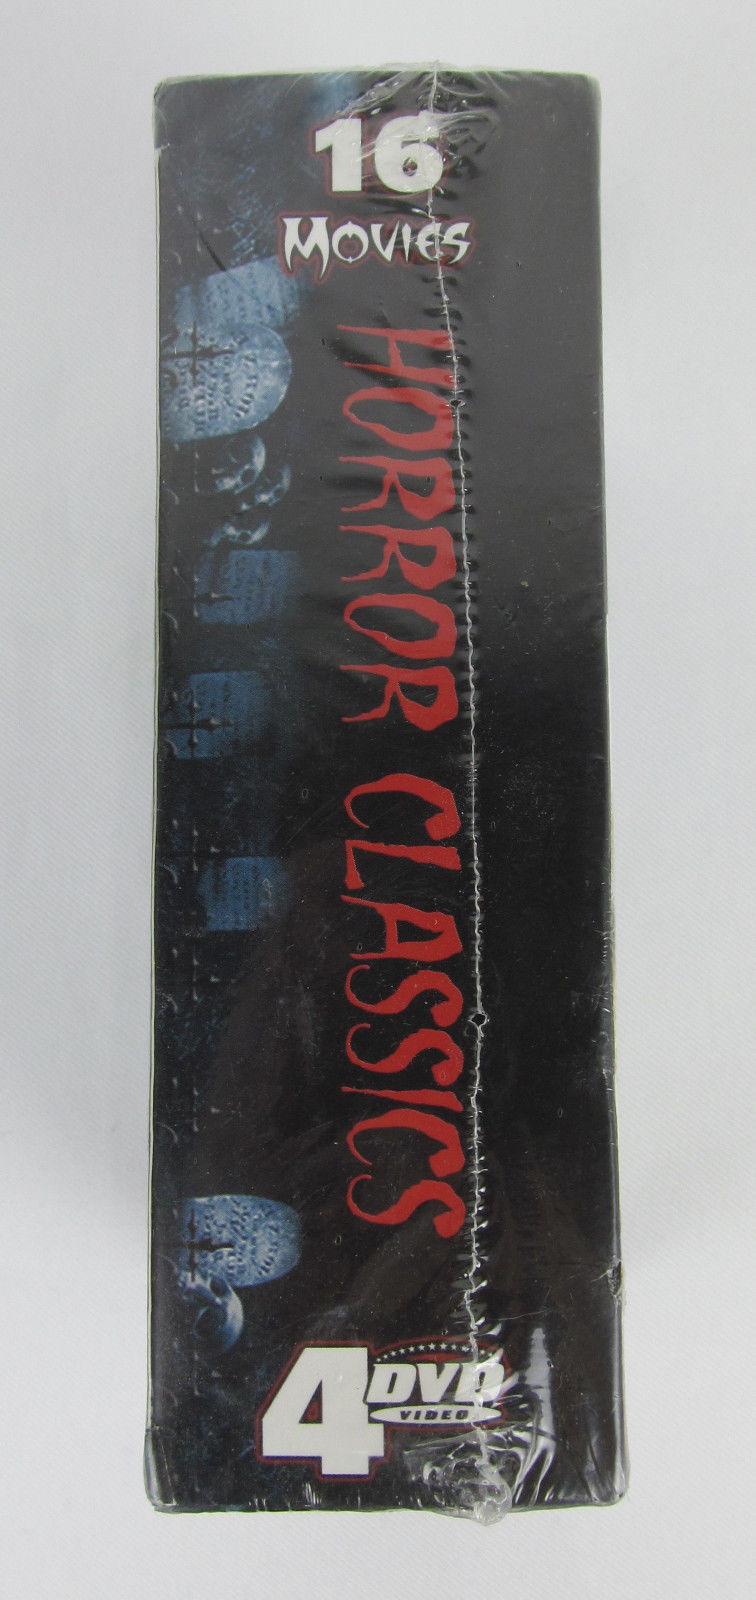 16
MOVIES
HORROR CLASSICS
4 DVD
VIDEO